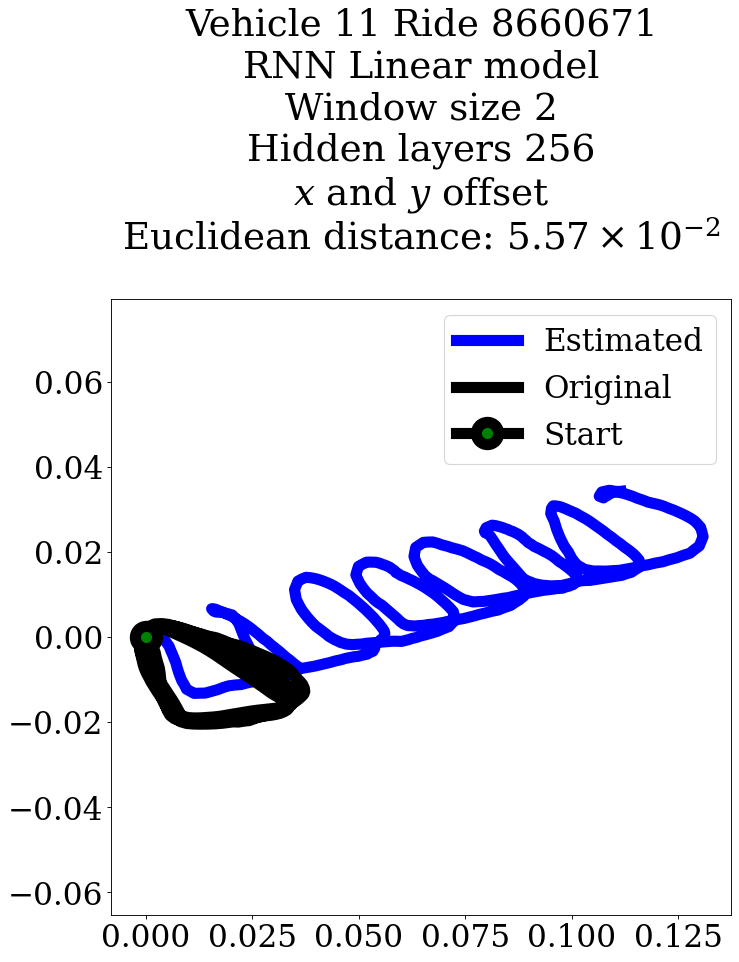 Vehicle 11 Ride 8660671
RNN Linear model
Window size 2
Hidden layers 256
x and y offset
Euclidean distance: 5.57 × 10⁻²
Estimated
Original
Start
0.06
0.04
0.02
0.00
−0.02
−0.04
−0.06
0.000 0.025 0.050 0.075 0.100 0.125